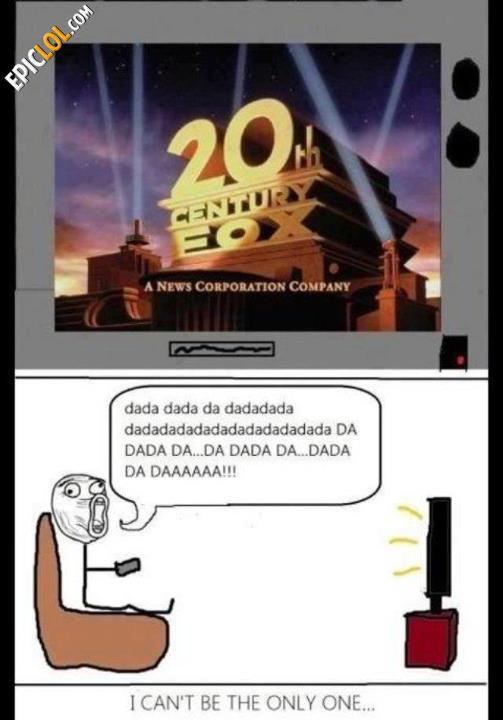 EPICLOL.COM
20th
CENTURY
FOX
A NEWS CORPORATION COMPANY
dada dada da dadadada
dadadadadadadadadadadada DA
DADA DA...DA DADA DA...DADA
DA DAAAAAA!!!
I CAN'T BE THE ONLY ONE...